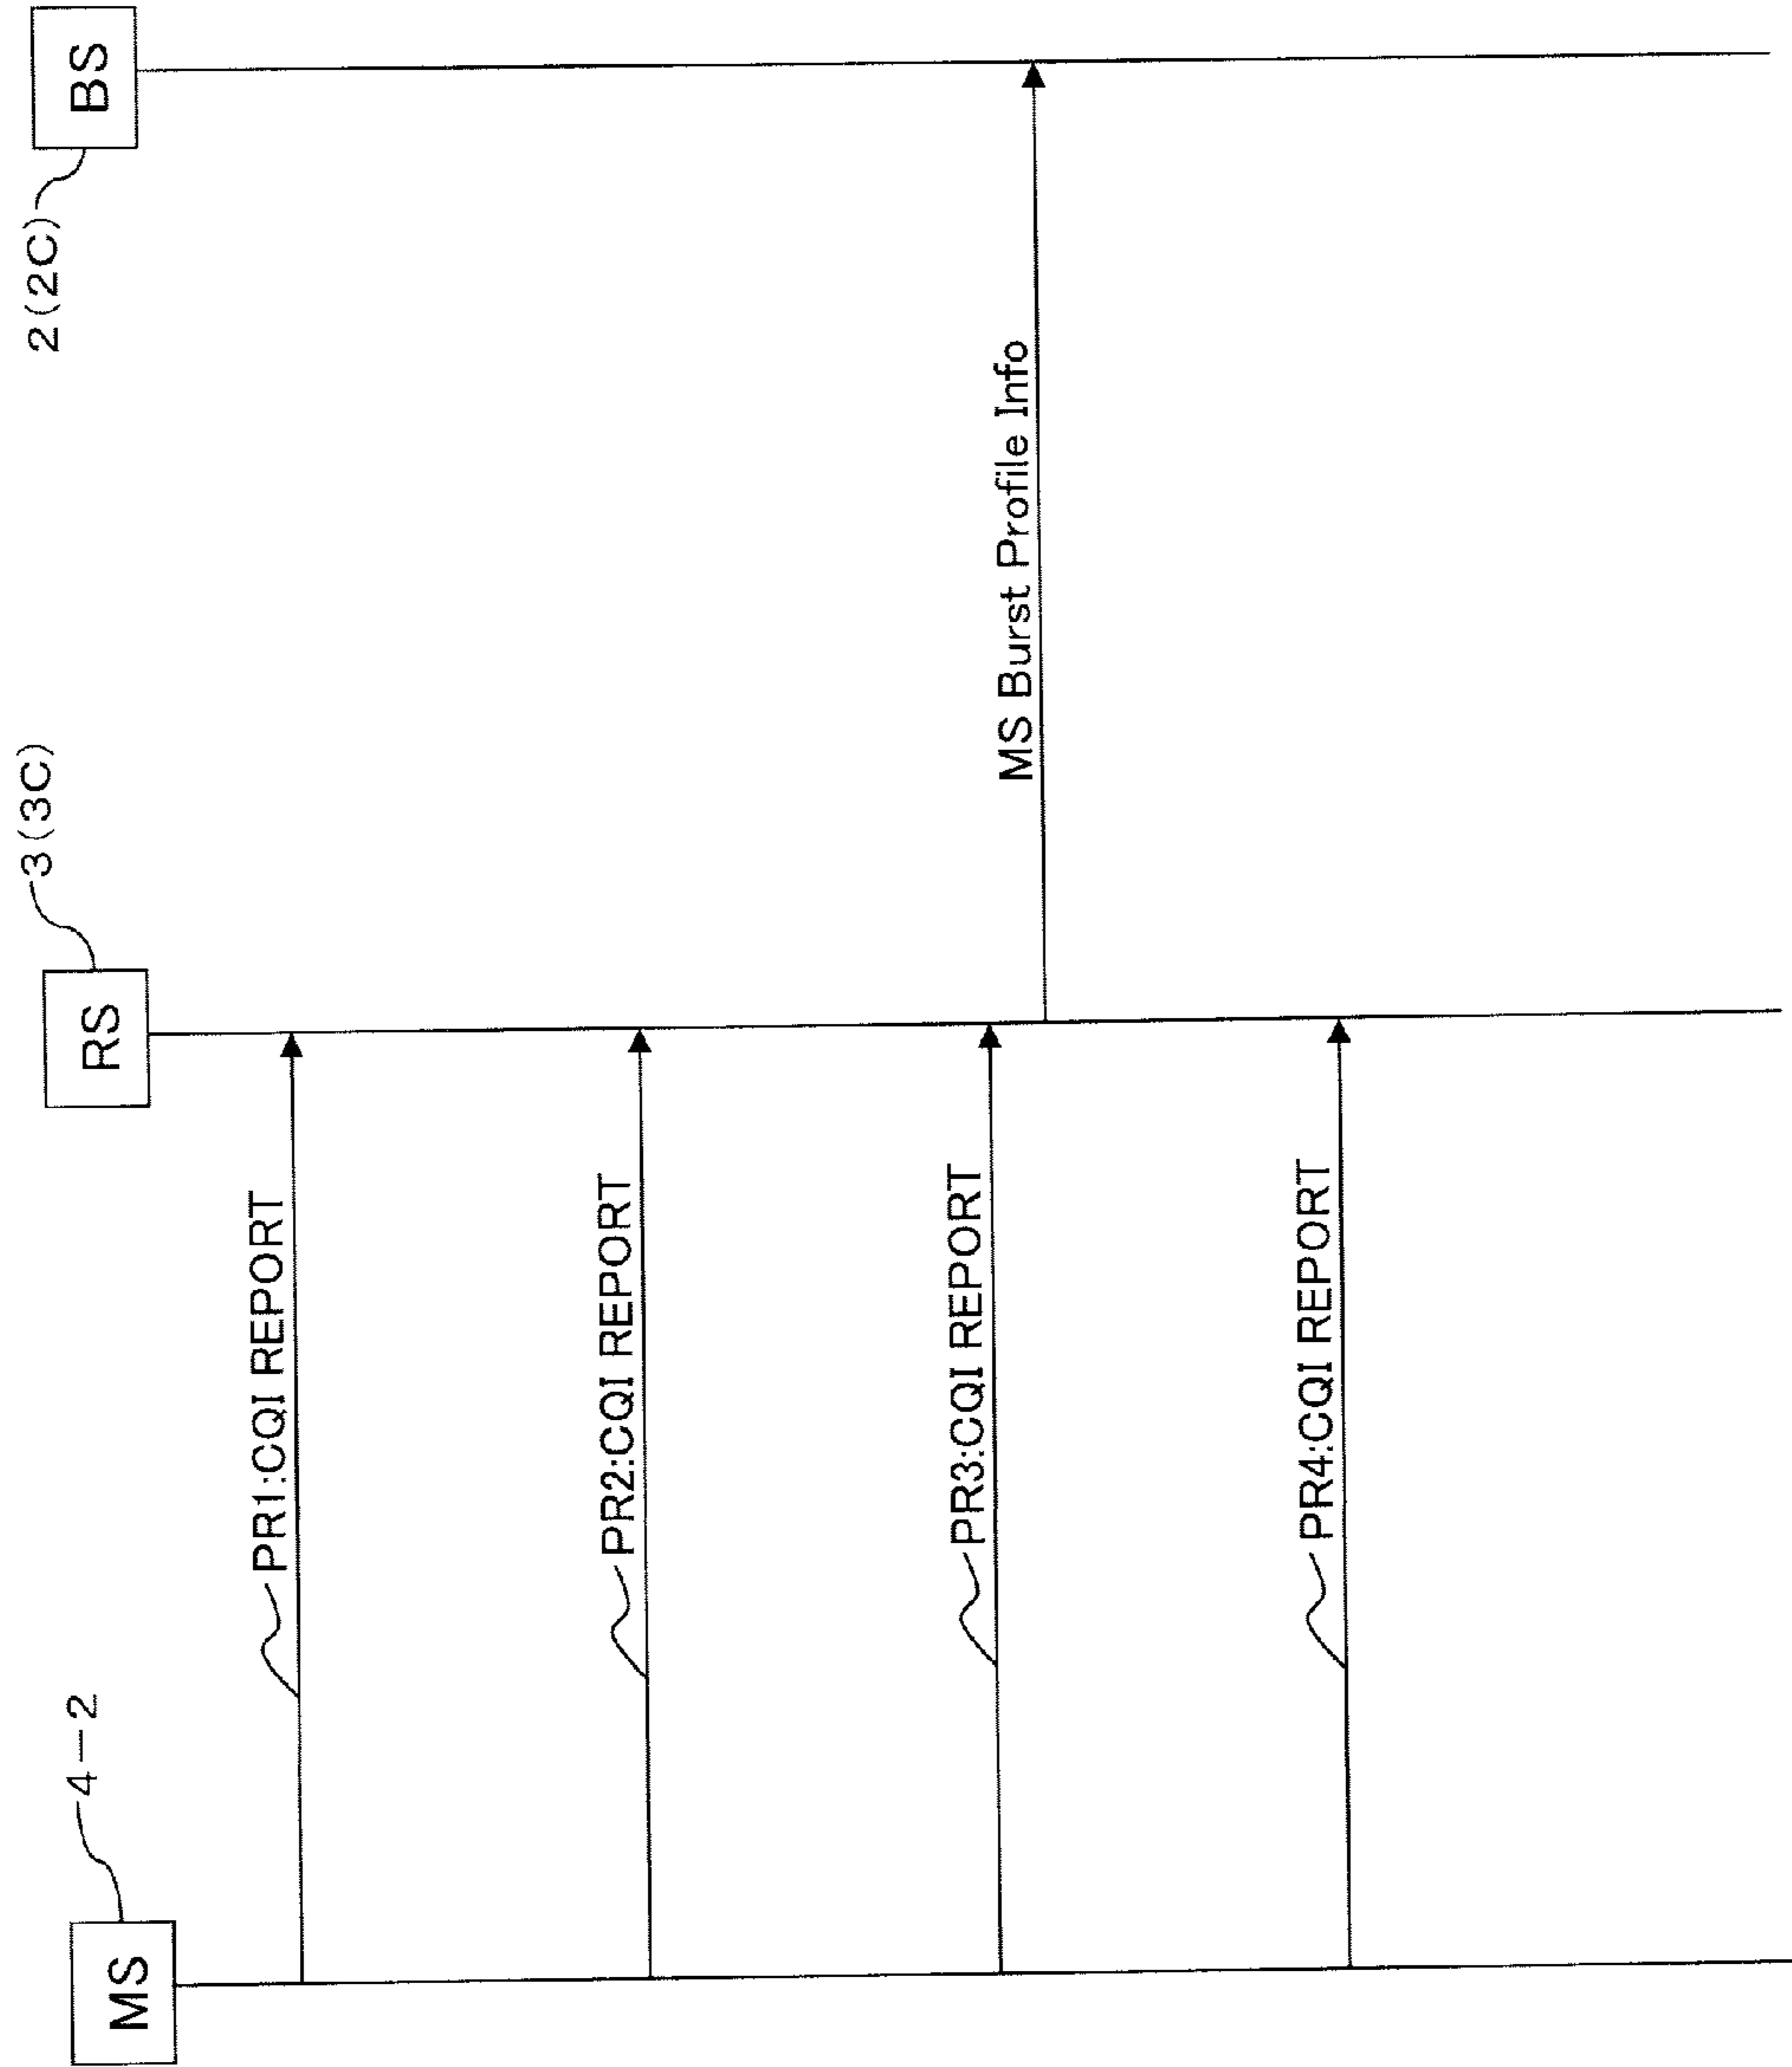 MS
4-2
RS
3(3C)
BS
2(2C)
PR1:CQI REPORT
PR2:CQI REPORT
PR3:CQI REPORT
MS Burst Profile Info
PR4:CQI REPORT